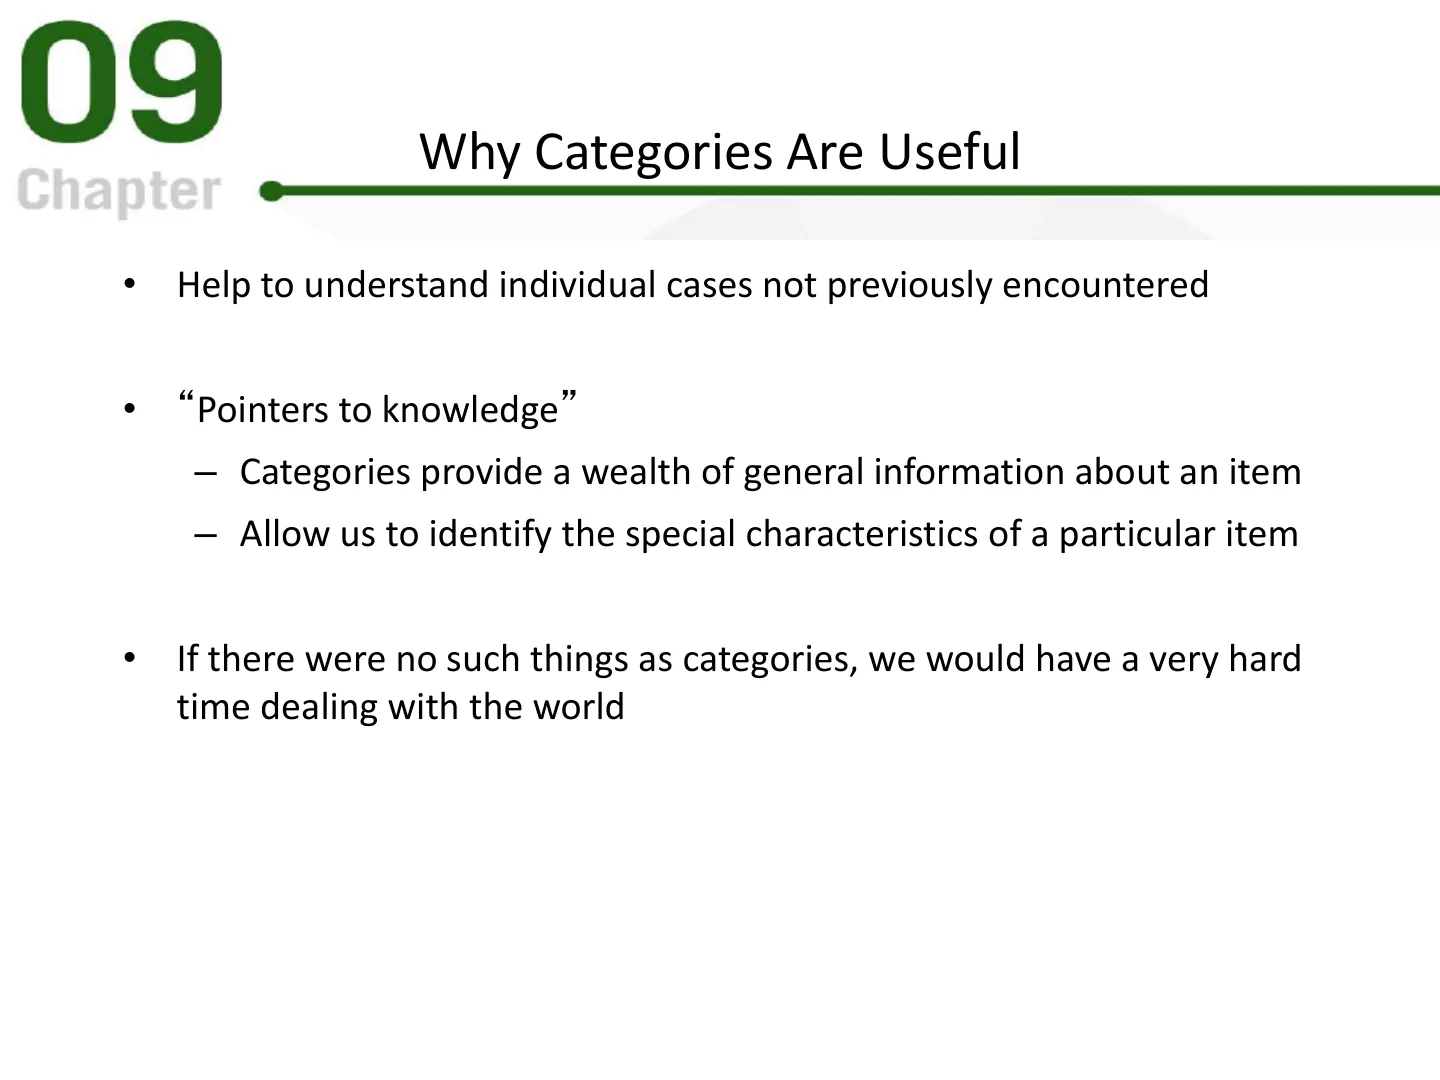 09
Chapter
Why Categories Are Useful
• Help to understand individual cases not previously encountered
• “Pointers to knowledge”
– Categories provide a wealth of general information about an item
– Allow us to identify the special characteristics of a particular item
• If there were no such things as categories, we would have a very hard
time dealing with the world